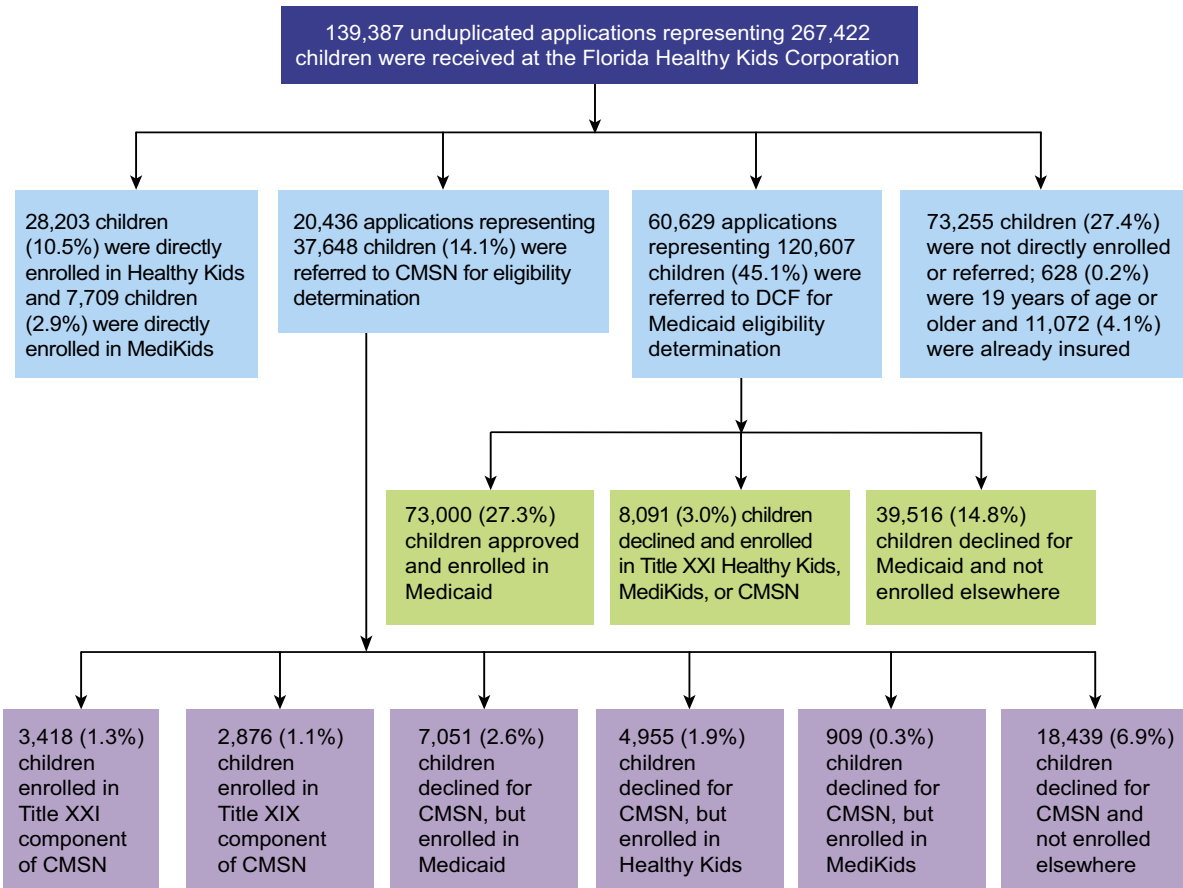 139,387 unduplicated applications representing 267,422
children were received at the Florida Healthy Kids Corporation
28,203 children
(10.5%) were directly
enrolled in Healthy Kids
and 7,709 children
(2.9%) were directly
enrolled in MediKids
20,436 applications representing
37,648 children (14.1%) were
referred to CMSN for eligibility
determination
60,629 applications
representing 120,607
children (45.1%) were
referred to DCF for
Medicaid eligibility
determination
73,255 children (27.4%)
were not directly enrolled
or referred; 628 (0.2%)
were 19 years of age or
older and 11,072 (4.1%)
were already insured
73,000 (27.3%)
children approved
and enrolled in
Medicaid
8,091 (3.0%) children
declined and enrolled
in Title XXI Healthy Kids,
MediKids, or CMSN
39,516 (14.8%)
children declined for
Medicaid and not
enrolled elsewhere
3,418 (1.3%)
children
enrolled in
Title XXI
component
of CMSN
2,876 (1.1%)
children
enrolled in
Title XIX
component
of CMSN
7,051 (2.6%)
children
declined for
CMSN, but
enrolled in
Medicaid
4,955 (1.9%)
children
declined for
CMSN, but
enrolled in
Healthy Kids
909 (0.3%)
children
declined for
CMSN, but
enrolled in
MediKids
18,439 (6.9%)
children
declined for
CMSN and
not enrolled
elsewhere